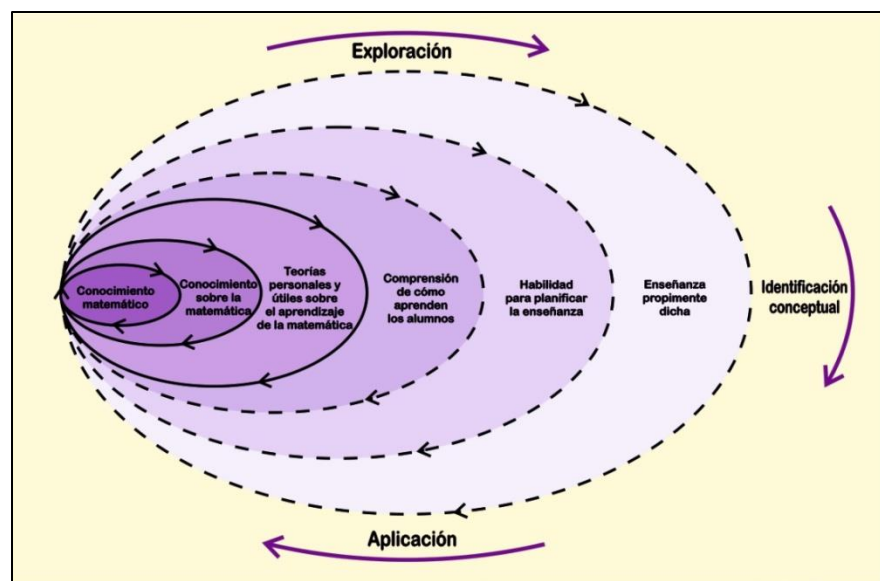 Exploración
Conocimiento
matemático
Conocimiento
sobre la
matemática
Teorías
personales y
útiles sobre
el aprendizaje
de la matemática
Comprensión
de cómo
aprenden
los alumnos
Habilidad
para planificar
la enseñanza
Enseñanza
propimente
dicha
Identificación
conceptual
Aplicación